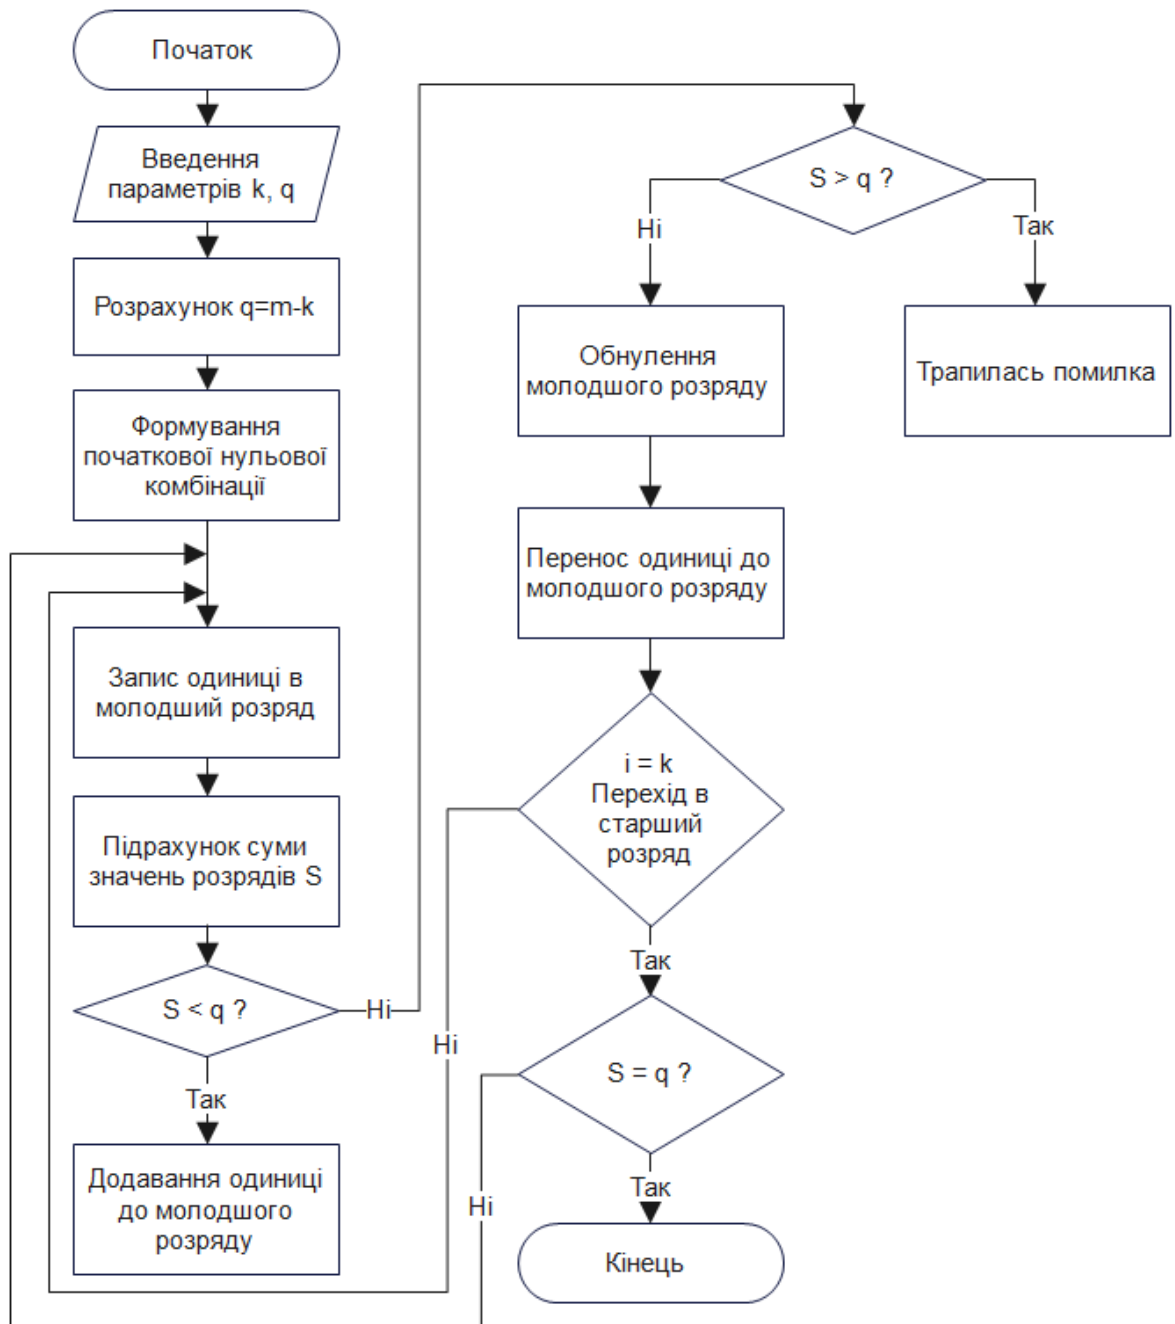 Початок
Введення
параметрів k, q
Розрахунок q=m-k
Формування
початкової нульової
комбінації
Запис одиниці в
молодший розряд
Підрахунок суми
значень розрядів S
S < q ?
Ні
Так
Додавання одиниці
до молодшого
розряду
S > q ?
Ні
Так
Обнулення
молодшого розряду
Трапилась помилка
Перенос одиниці до
молодшого розряду
i = k
Перехід в
старший
розряд
Ні
Так
S = q ?
Ні
Так
Кінець